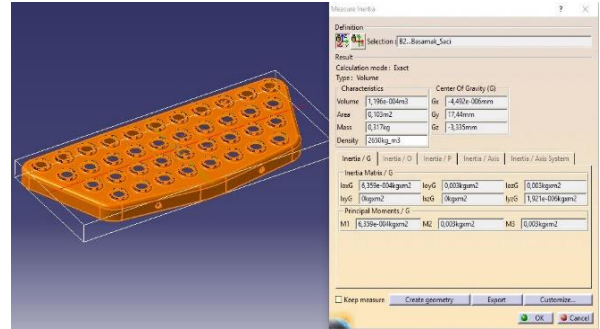 Measure Inertia ? ×
Definition
Selection : B2...Basamak_Saci
Result
Calculation mode : Exact
Type : Volume
Characteristics Center Of Gravity (G)
Volume 1,196e-004m3 Gx -4,492e-006mm
Area 0,103m2 Gy 17,44mm
Mass 0,317kg Gz -3,335mm
Density 2650kg_m3
Inertia / G Inertia / O Inertia / P Inertia / Axis Inertia / Axis System
Inertia Matrix / G
IoxG 6,359e-004kgxm2 IoyG 0,003kgxm2 IozG 0,003kgxm2
IxyG 0kgxm2 IxzG 0kgxm2 IyzG 1,921e-006kgxm2
Principal Moments / G
M1 6,359e-004kgxm2 M2 0,003kgxm2 M3 0,003kgxm2
Keep measure Create geometry Export Customize...
OK Cancel